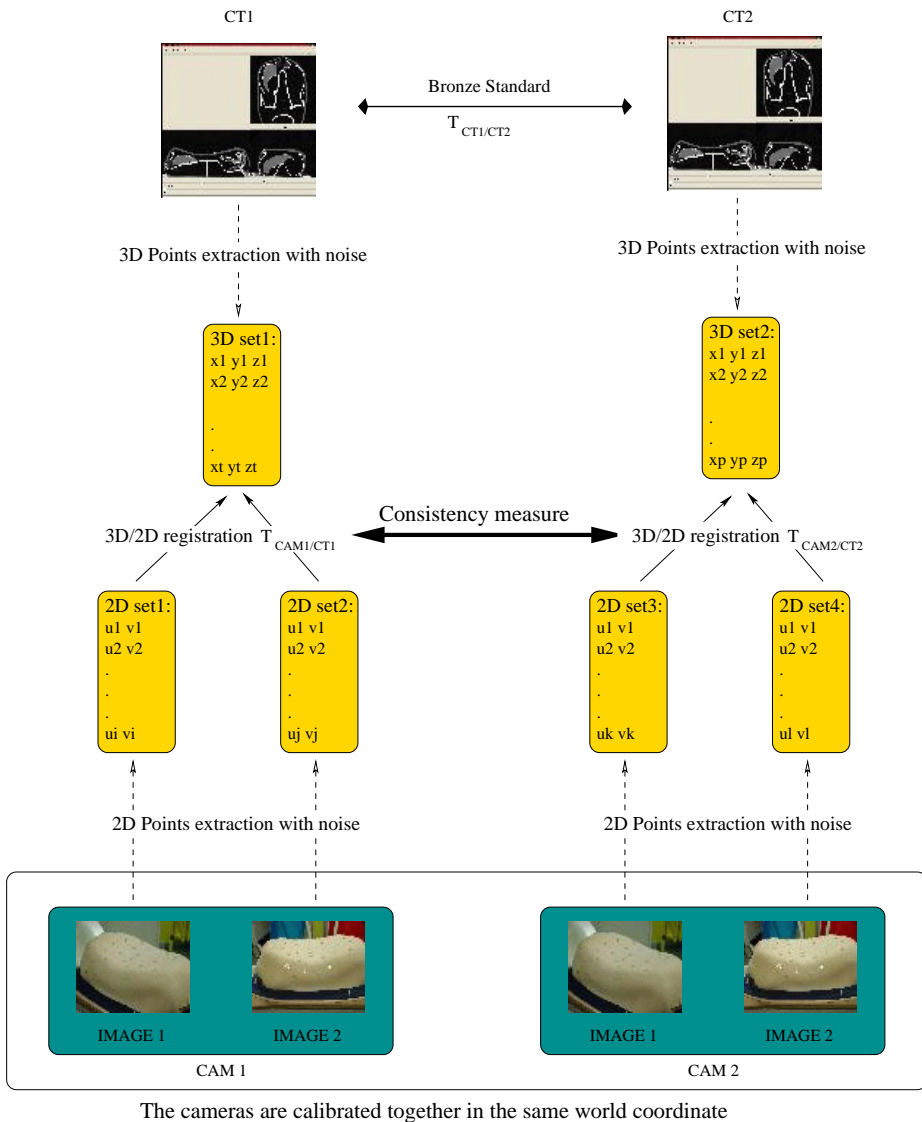 CT1
CT2
Bronze Standard
T CT1/CT2
3D Points extraction with noise
3D Points extraction with noise
3D set1:
x1 y1 z1
x2 y2 z2
.
.
xt yt zt
3D set2:
x1 y1 z1
x2 y2 z2
.
.
xp yp zp
Consistency measure
3D/2D registration T CAM1/CT1
3D/2D registration T CAM2/CT2
2D set1:
u1 v1
u2 v2
.
.
.
ui vi
2D set2:
u1 v1
u2 v2
.
.
.
uj vj
2D set3:
u1 v1
u2 v2
.
.
.
uk vk
2D set4:
u1 v1
u2 v2
.
.
.
ul vl
2D Points extraction with noise
2D Points extraction with noise
IMAGE 1
IMAGE 2
IMAGE 1
IMAGE 2
CAM 1
CAM 2
The cameras are calibrated together in the same world coordinate